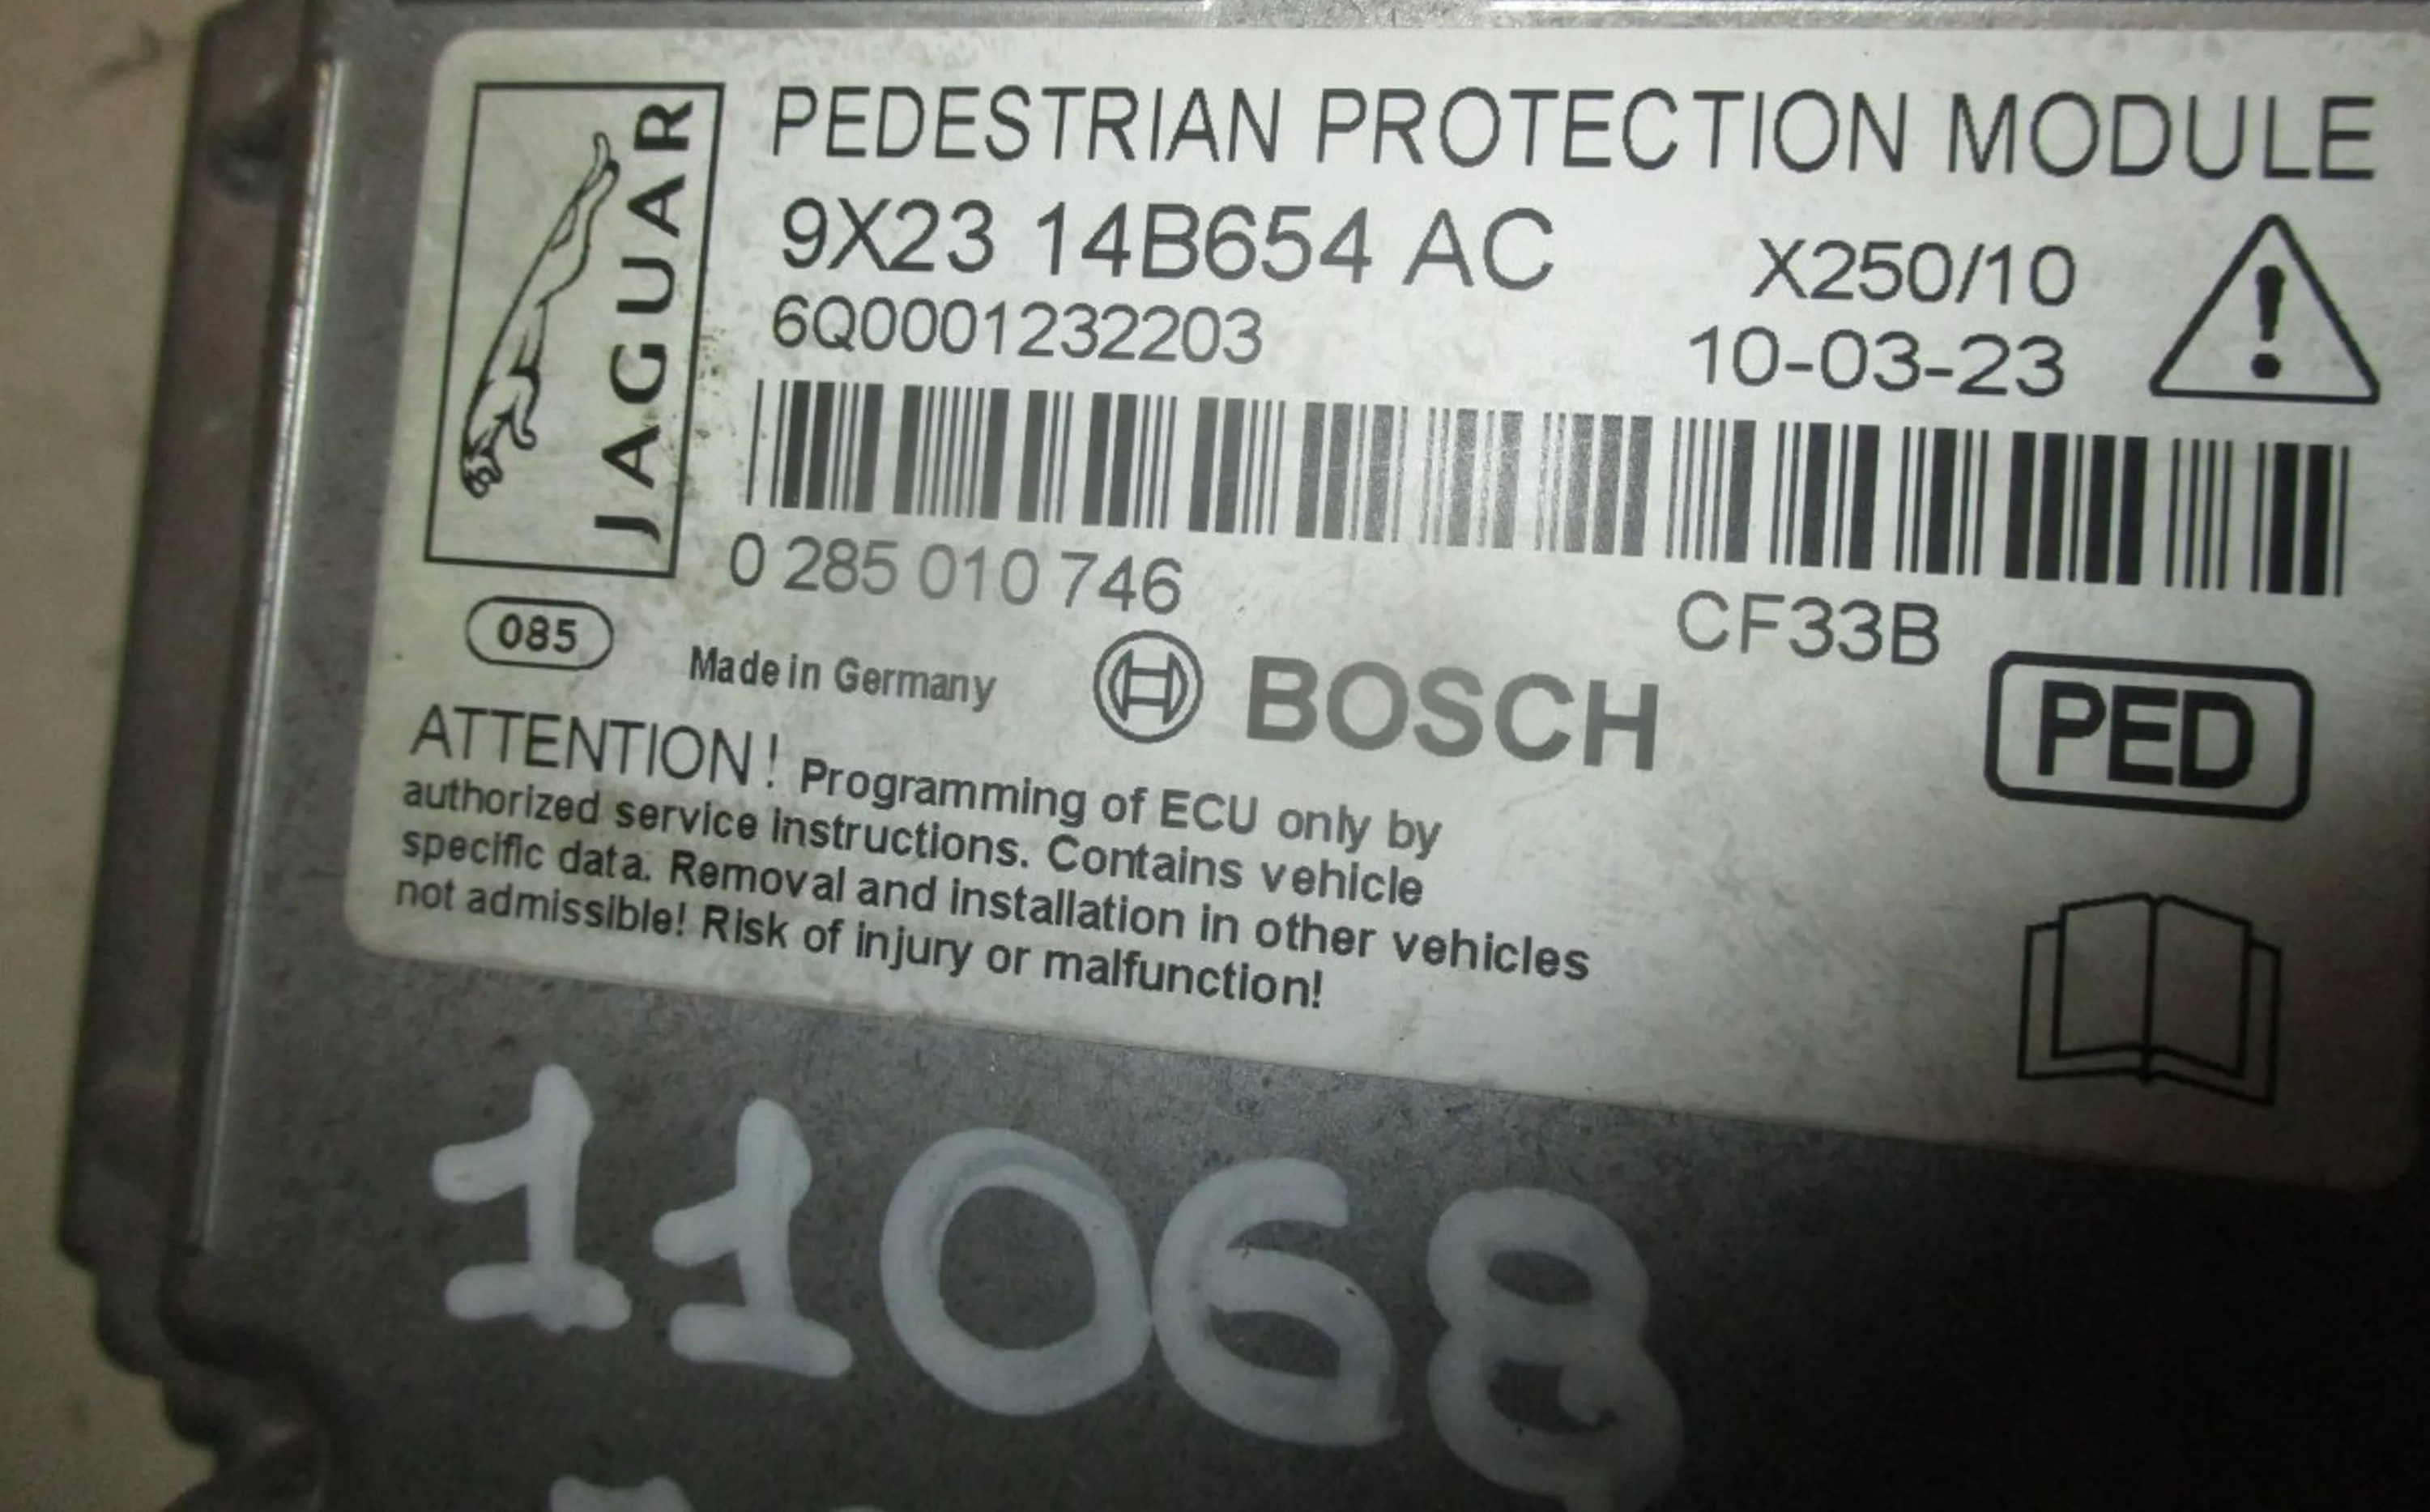 JAGUAR
PEDESTRIAN PROTECTION MODULE
9X23 14B654 AC
X250/10
6Q0001232203
10-03-23
0 285 010 746
CF33B
085
Made in Germany
BOSCH
PED
ATTENTION! Programming of ECU only by
authorized service instructions. Contains vehicle
specific data. Removal and installation in other vehicles
not admissible! Risk of injury or malfunction!
11068